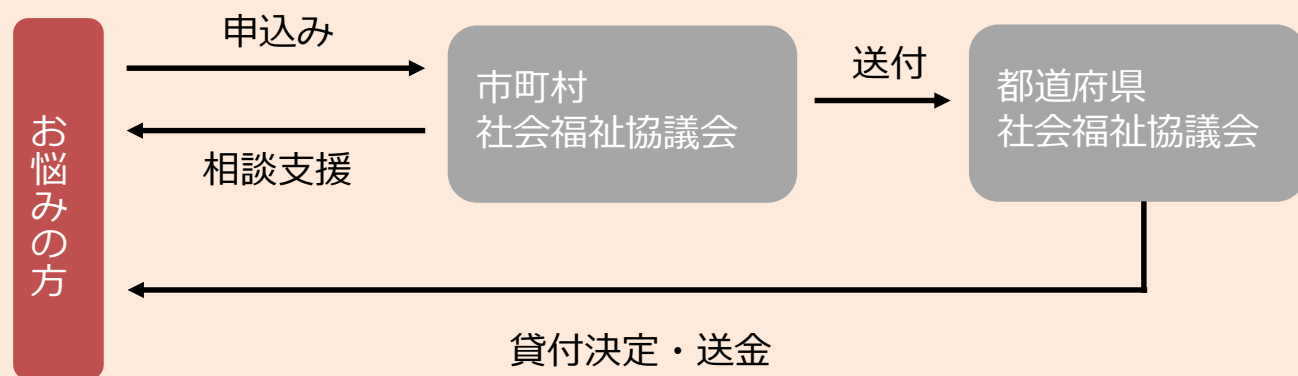 お悩みの方
申込み
相談支援
市町村
社会福祉協議会
送付
都道府県
社会福祉協議会
貸付決定・送金